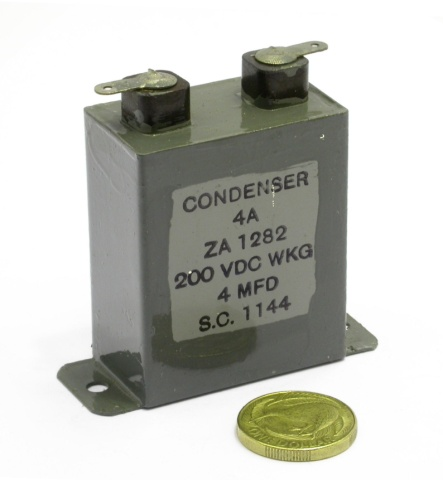 CONDENSER
4A
ZA 1282
200 VDC WKG
4 MFD
S.C. 1144